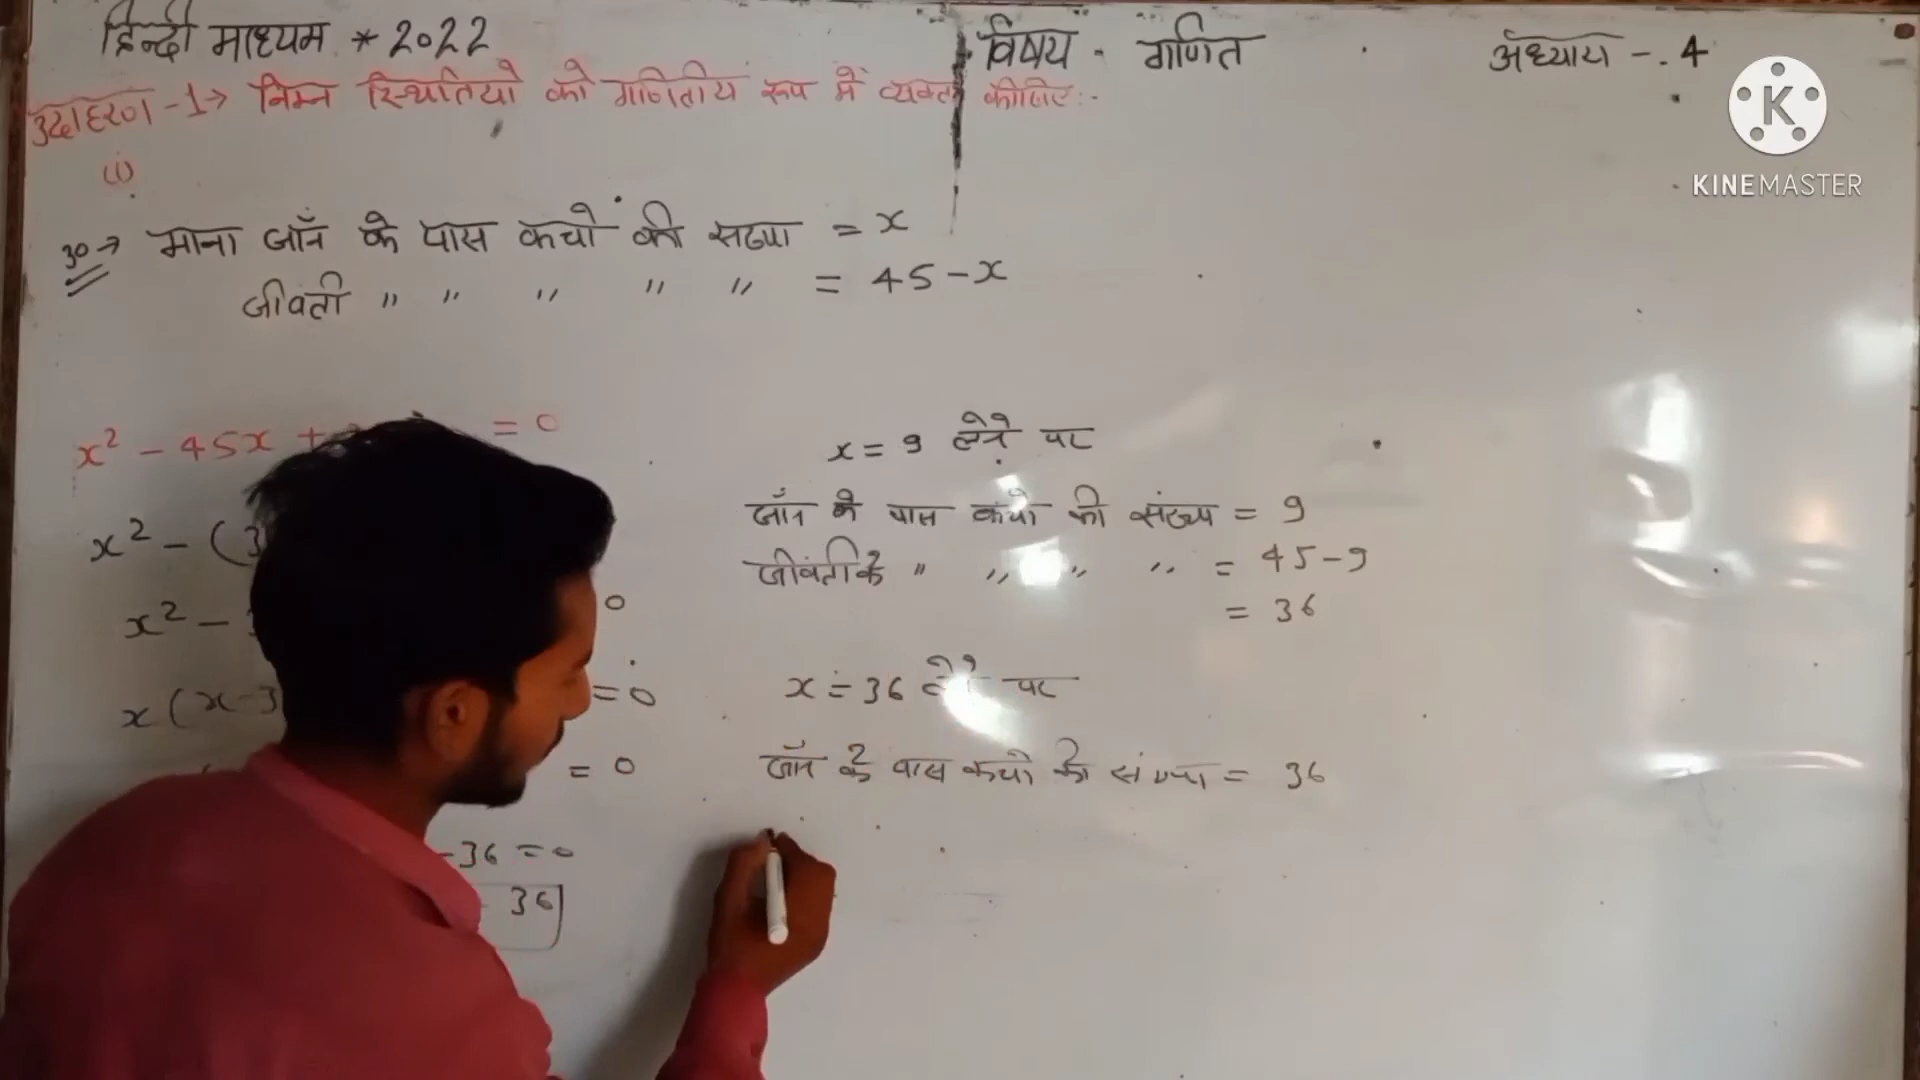 हिन्दी माध्यम * 2022
विषय - गणित
अध्याय - 4
KINEMASTER
उदाहरण -1→ निम्न स्थितियो को गणितीय रूप में व्यक्त कीजिए:-
(i)
उ० → माना जॉन के पास कंचो की संख्या = x
जीवंती " " " " " = 45 - x
x² - 45x + = 0
x² - (3
x² - 0
x (x-3 = 0
= 0
-36 = 0
36
x = 9 लेने पर
जॉन के पास कंचो की संख्या = 9
जीवंती के " " " " = 45 - 9
= 36
x = 36 लेने पर
जॉन के पास कंचो की संख्या = 36